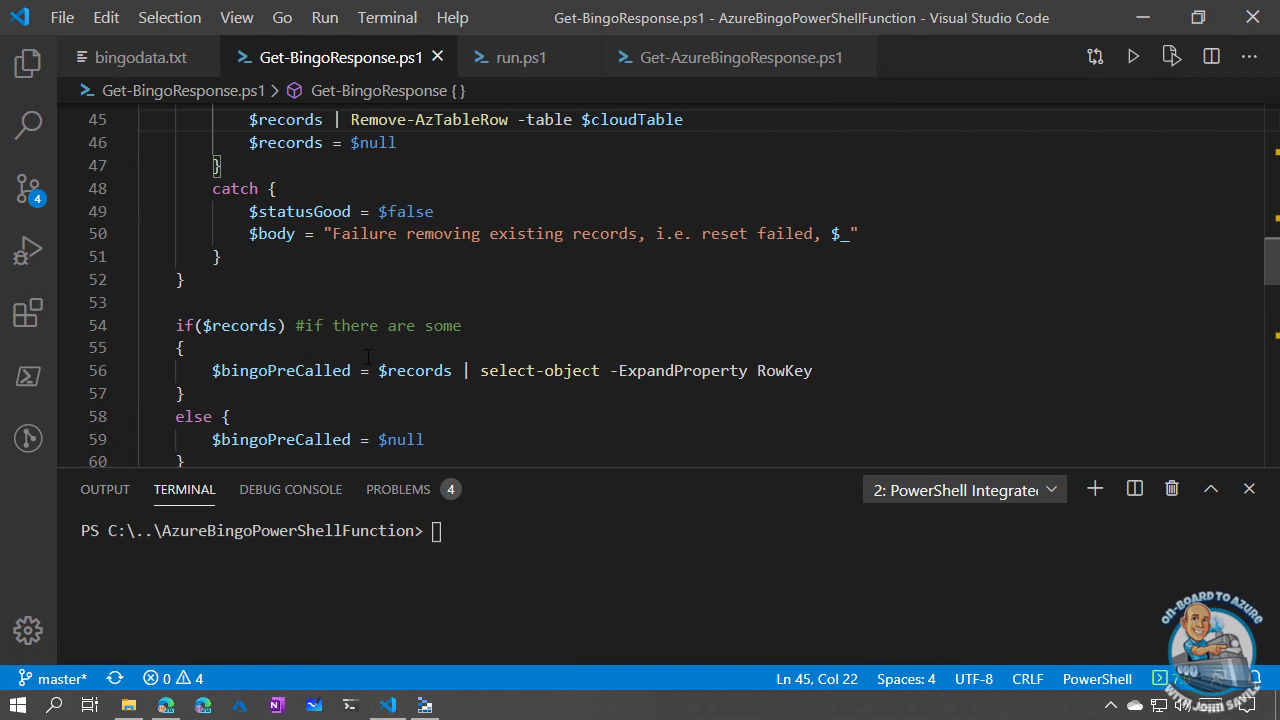 File Edit Selection View Go Run Terminal Help
Get-BingoResponse.ps1 - AzureBingoPowerShellFunction - Visual Studio Code
bingodata.txt
Get-BingoResponse.ps1
run.ps1
Get-AzureBingoResponse.ps1
Get-BingoResponse.ps1 > Get-BingoResponse { }
45 $records | Remove-AzTableRow -table $cloudTable
46 $records = $null
47 }
48 catch {
49 $statusGood = $false
50 $body = "Failure removing existing records, i.e. reset failed, $_"
51 }
52 }
53
54 if($records) #if there are some
55 {
56 $bingoPreCalled = $records | select-object -ExpandProperty RowKey
57 }
58 else {
59 $bingoPreCalled = $null
60 }
4
OUTPUT TERMINAL DEBUG CONSOLE PROBLEMS 4
2: PowerShell Integrate
PS C:\..\AzureBingoPowerShellFunction>
ON-BOARD TO AZURE
WITH JOHN SAVILL
master* 0 4
Ln 45, Col 22 Spaces: 4 UTF-8 CRLF PowerShell